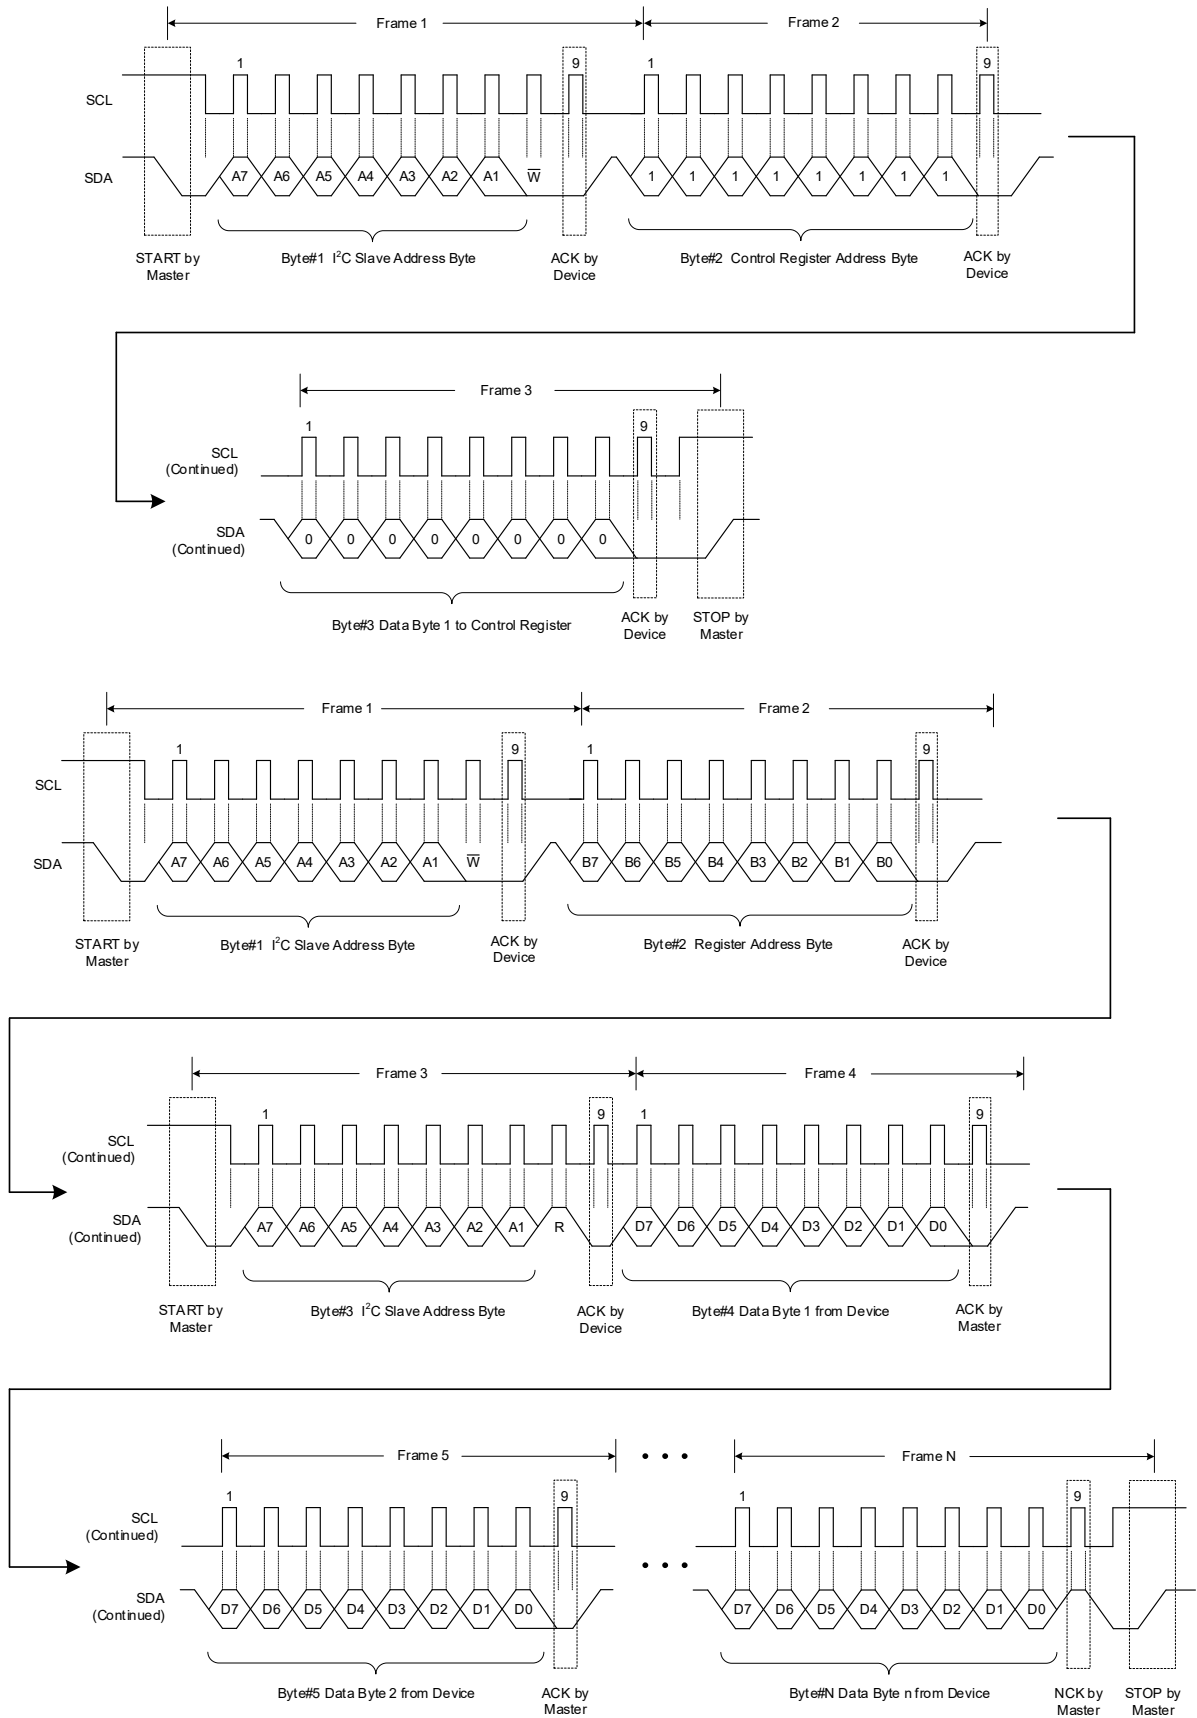 Frame 1 Frame 2
1 9 1 9
SCL
SDA A7 A6 A5 A4 A3 A2 A1 W̅ 1 1 1 1 1 1 1 1
START by Master
Byte#1 I²C Slave Address Byte
ACK by Device
Byte#2 Control Register Address Byte
ACK by Device
Frame 3
1 9
SCL (Continued)
SDA (Continued) 0 0 0 0 0 0 0 0
Byte#3 Data Byte 1 to Control Register
ACK by Device
STOP by Master
Frame 1 Frame 2
1 9 1 9
SCL
SDA A7 A6 A5 A4 A3 A2 A1 W̅ B7 B6 B5 B4 B3 B2 B1 B0
START by Master
Byte#1 I²C Slave Address Byte
ACK by Device
Byte#2 Register Address Byte
ACK by Device
Frame 3 Frame 4
1 9 1 9
SCL (Continued)
SDA (Continued) A7 A6 A5 A4 A3 A2 A1 R D7 D6 D5 D4 D3 D2 D1 D0
START by Master
Byte#3 I²C Slave Address Byte
ACK by Device
Byte#4 Data Byte 1 from Device
ACK by Master
Frame 5 • • • Frame N
1 9 1 9
SCL (Continued)
• • •
SDA (Continued) D7 D6 D5 D4 D3 D2 D1 D0 D7 D6 D5 D4 D3 D2 D1 D0
Byte#5 Data Byte 2 from Device
ACK by Master
Byte#N Data Byte n from Device
NCK by Master
STOP by Master